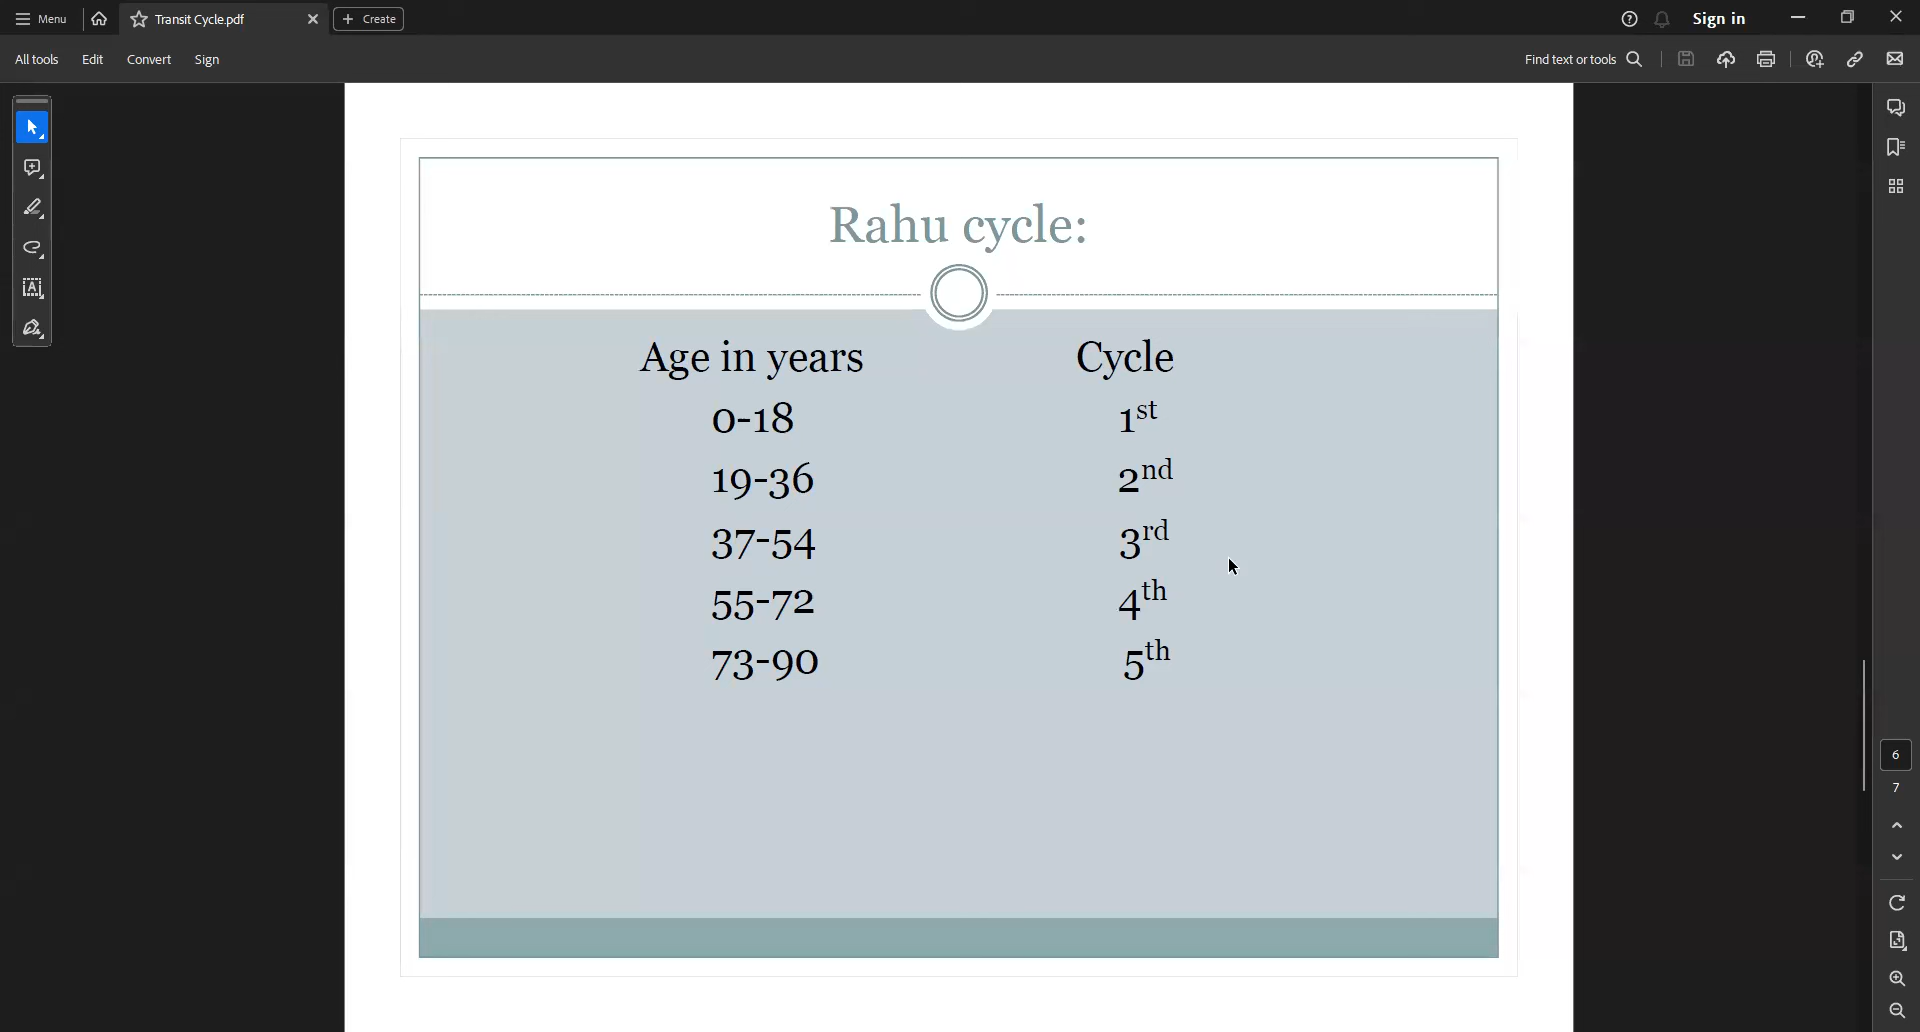 Menu
Transit Cycle.pdf
Create
Sign in
All tools
Edit
Convert
Sign
Find text or tools
Rahu cycle:
Age in years Cycle
0-18 1st
19-36 2nd
37-54 3rd
55-72 4th
73-90 5th
6
7